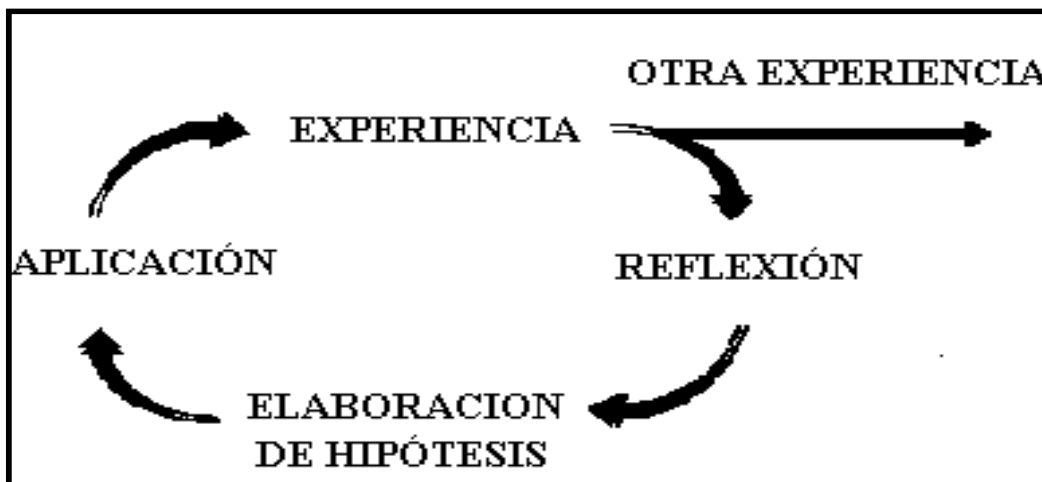 OTRA EXPERIENCIA
EXPERIENCIA
APLICACIÓN
REFLEXIÓN
ELABORACION
DE HIPÓTESIS